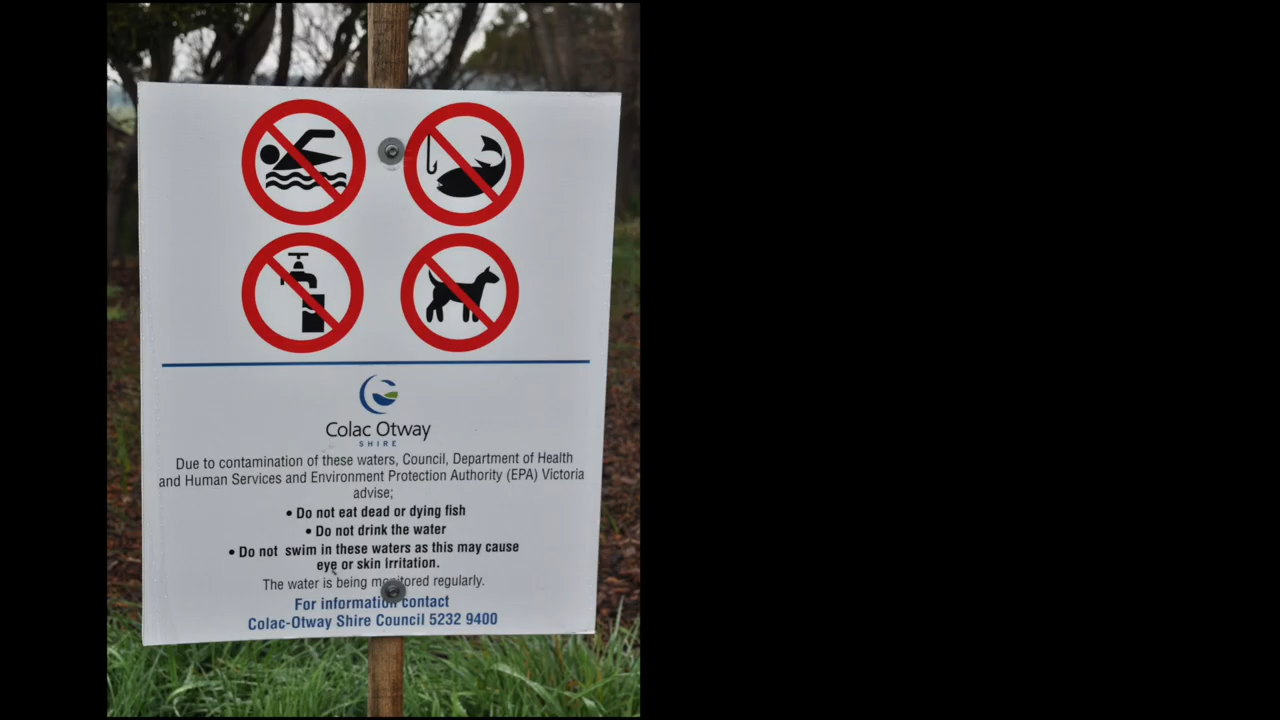 Colac Otway
SHIRE
Due to contamination of these waters, Council, Department of Health
and Human Services and Environment Protection Authority (EPA) Victoria
advise;
• Do not eat dead or dying fish
• Do not drink the water
• Do not swim in these waters as this may cause
eye or skin irritation.
The water is being monitored regularly.
For information contact
Colac-Otway Shire Council 5232 9400